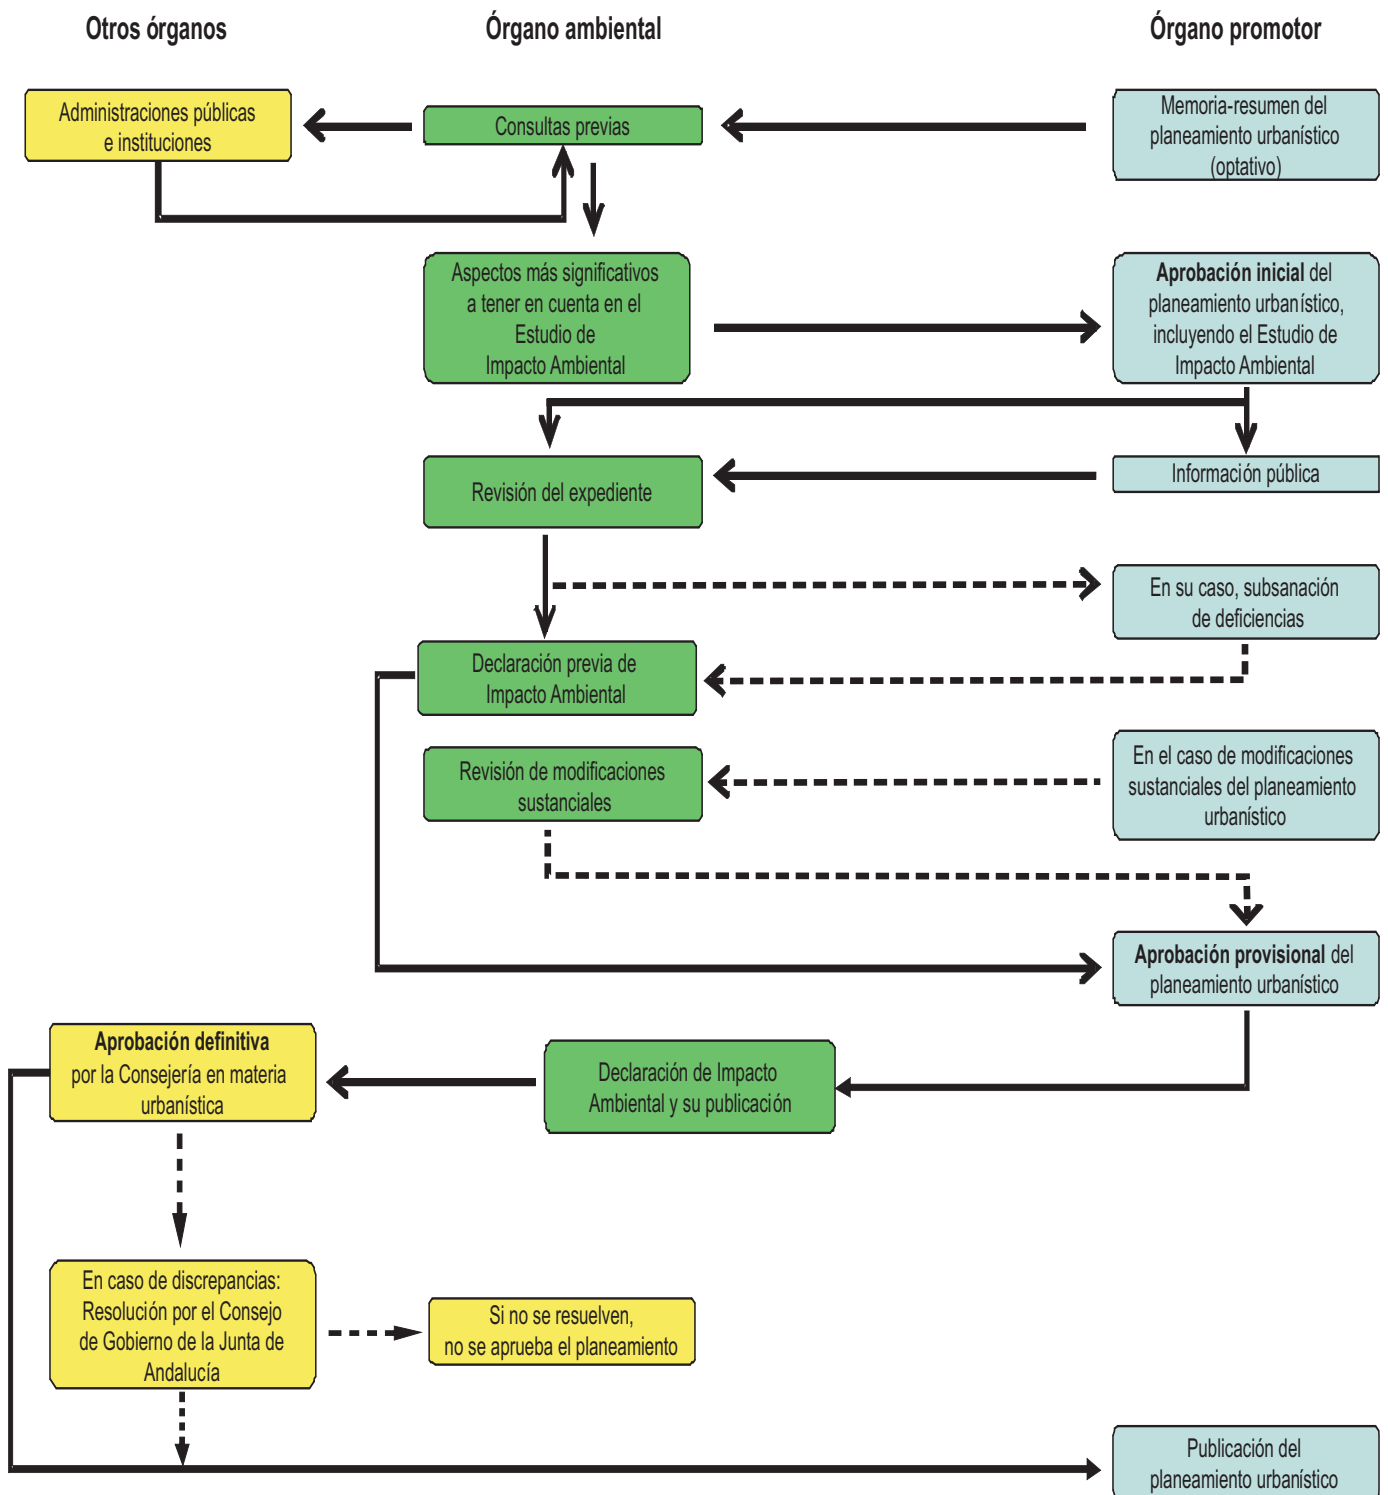 Otros órganos
Órgano ambiental
Órgano promotor
Administraciones públicas
e instituciones
Consultas previas
Memoria-resumen del
planeamiento urbanístico
(optativo)
Aspectos más significativos
a tener en cuenta en el
Estudio de
Impacto Ambiental
Aprobación inicial del
planeamiento urbanístico,
incluyendo el Estudio de
Impacto Ambiental
Revisión del expediente
Información pública
En su caso, subsanación
de deficiencias
Declaración previa de
Impacto Ambiental
Revisión de modificaciones
sustanciales
En el caso de modificaciones
sustanciales del planeamiento
urbanístico
Aprobación provisional del
planeamiento urbanístico
Aprobación definitiva
por la Consejería en materia
urbanística
Declaración de Impacto
Ambiental y su publicación
En caso de discrepancias:
Resolución por el Consejo
de Gobierno de la Junta de
Andalucía
Si no se resuelven,
no se aprueba el planeamiento
Publicación del
planeamiento urbanístico